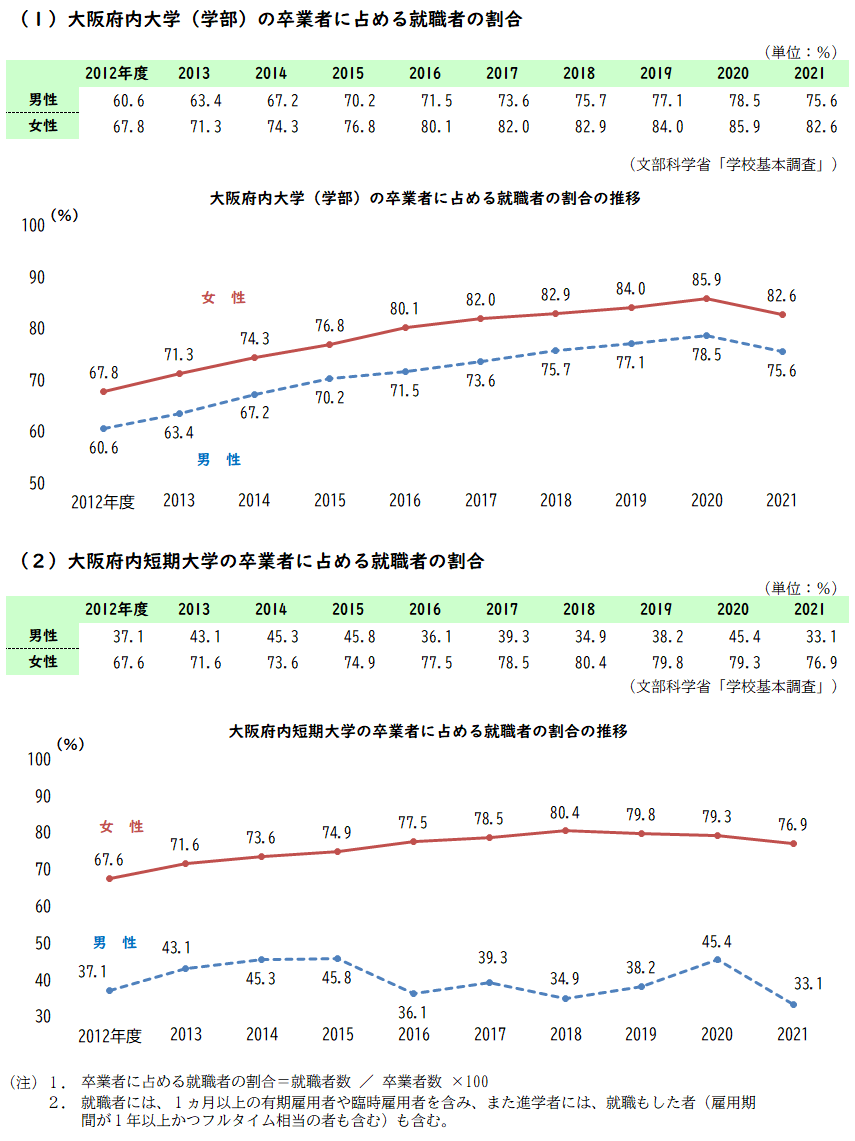 （１）大阪府内大学（学部）の卒業者に占める就職者の割合
（単位：％）
2012年度 2013 2014 2015 2016 2017 2018 2019 2020 2021
男性 60.6 63.4 67.2 70.2 71.5 73.6 75.7 77.1 78.5 75.6
女性 67.8 71.3 74.3 76.8 80.1 82.0 82.9 84.0 85.9 82.6
（文部科学省「学校基本調査」）
大阪府内大学（学部）の卒業者に占める就職者の割合の推移
（%）
100
90
80
70
60
50
女 性
67.8 71.3 74.3 76.8 80.1 82.0 82.9 84.0 85.9 82.6
60.6 63.4 67.2 70.2 71.5 73.6 75.7 77.1 78.5 75.6
男 性
2012年度 2013 2014 2015 2016 2017 2018 2019 2020 2021
（２）大阪府内短期大学の卒業者に占める就職者の割合
（単位：％）
2012年度 2013 2014 2015 2016 2017 2018 2019 2020 2021
男性 37.1 43.1 45.3 45.8 36.1 39.3 34.9 38.2 45.4 33.1
女性 67.6 71.6 73.6 74.9 77.5 78.5 80.4 79.8 79.3 76.9
（文部科学省「学校基本調査」）
大阪府内短期大学の卒業者に占める就職者の割合の推移
（%）
100
90
80
70
60
50
40
30
女 性
67.6 71.6 73.6 74.9 77.5 78.5 80.4 79.8 79.3 76.9
男 性
37.1 43.1 45.3 45.8 36.1 39.3 34.9 38.2 45.4 33.1
2012年度 2013 2014 2015 2016 2017 2018 2019 2020 2021
（注）１． 卒業者に占める就職者の割合＝就職者数 ／ 卒業者数 ×100
２． 就職者には、１ヵ月以上の有期雇用者や臨時雇用者を含み、また進学者には、就職もした者（雇用期
間が１年以上かつフルタイム相当の者も含む）も含む。